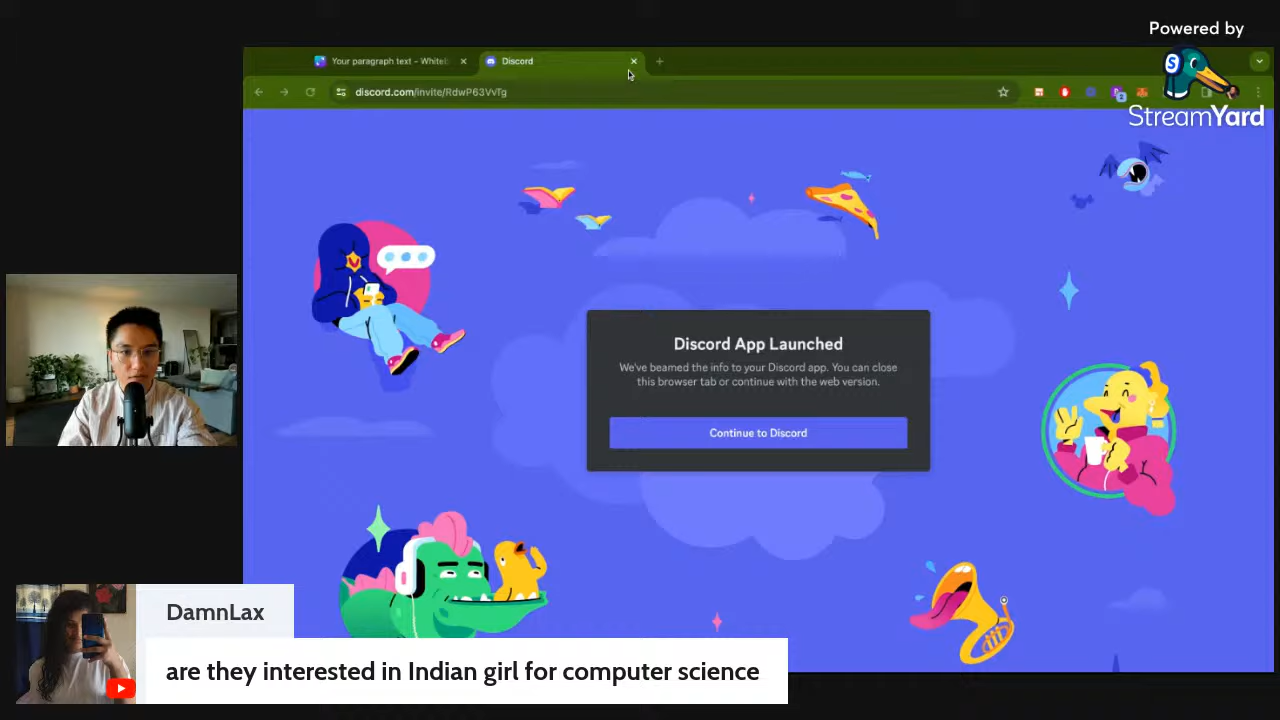 Powered by
StreamYard
Your paragraph text - Whiteb
Discord
discord.com/invite/RdwP63VvTg
Discord App Launched
We've beamed the info to your Discord app. You can close
this browser tab or continue with the web version.
Continue to Discord
DamnLax
are they interested in Indian girl for computer science